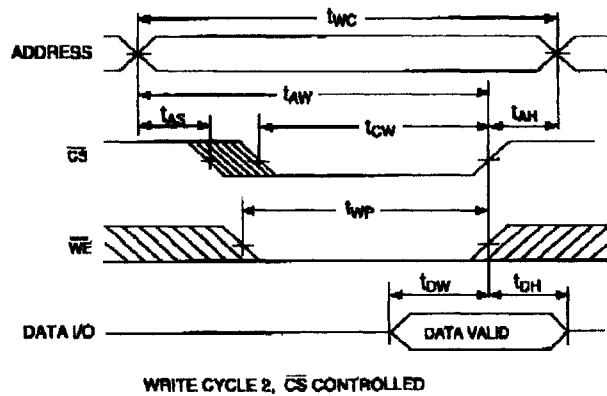 tWC
ADDRESS
tAW
tAS
tCW
tAH
CS
tWP
WE
tDW
tDH
DATA I/O
DATA VALID
WRITE CYCLE 2, CS CONTROLLED